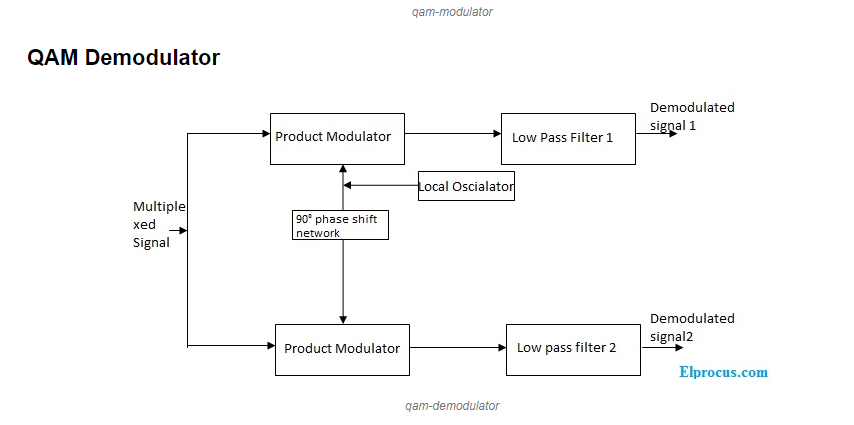 qam-modulator
QAM Demodulator
Demodulated
signal 1
Product Modulator
Low Pass Filter 1
Local Oscialator
Multiple
xed
Signal
90° phase shift
network
Demodulated
signal2
Product Modulator
Low pass filter 2
Elprocus.com
qam-demodulator